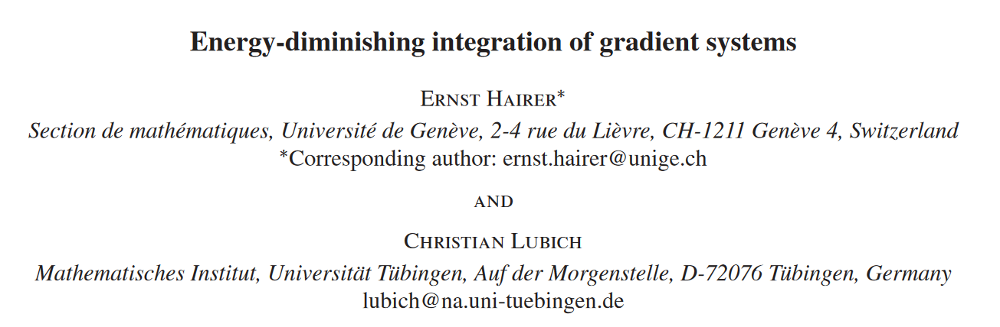 Energy-diminishing integration of gradient systems
ERNST HAIRER*
Section de mathématiques, Université de Genève, 2-4 rue du Lièvre, CH-1211 Genève 4, Switzerland
*Corresponding author: ernst.hairer@unige.ch
AND
CHRISTIAN LUBICH
Mathematisches Institut, Universität Tübingen, Auf der Morgenstelle, D-72076 Tübingen, Germany
lubich@na.uni-tuebingen.de